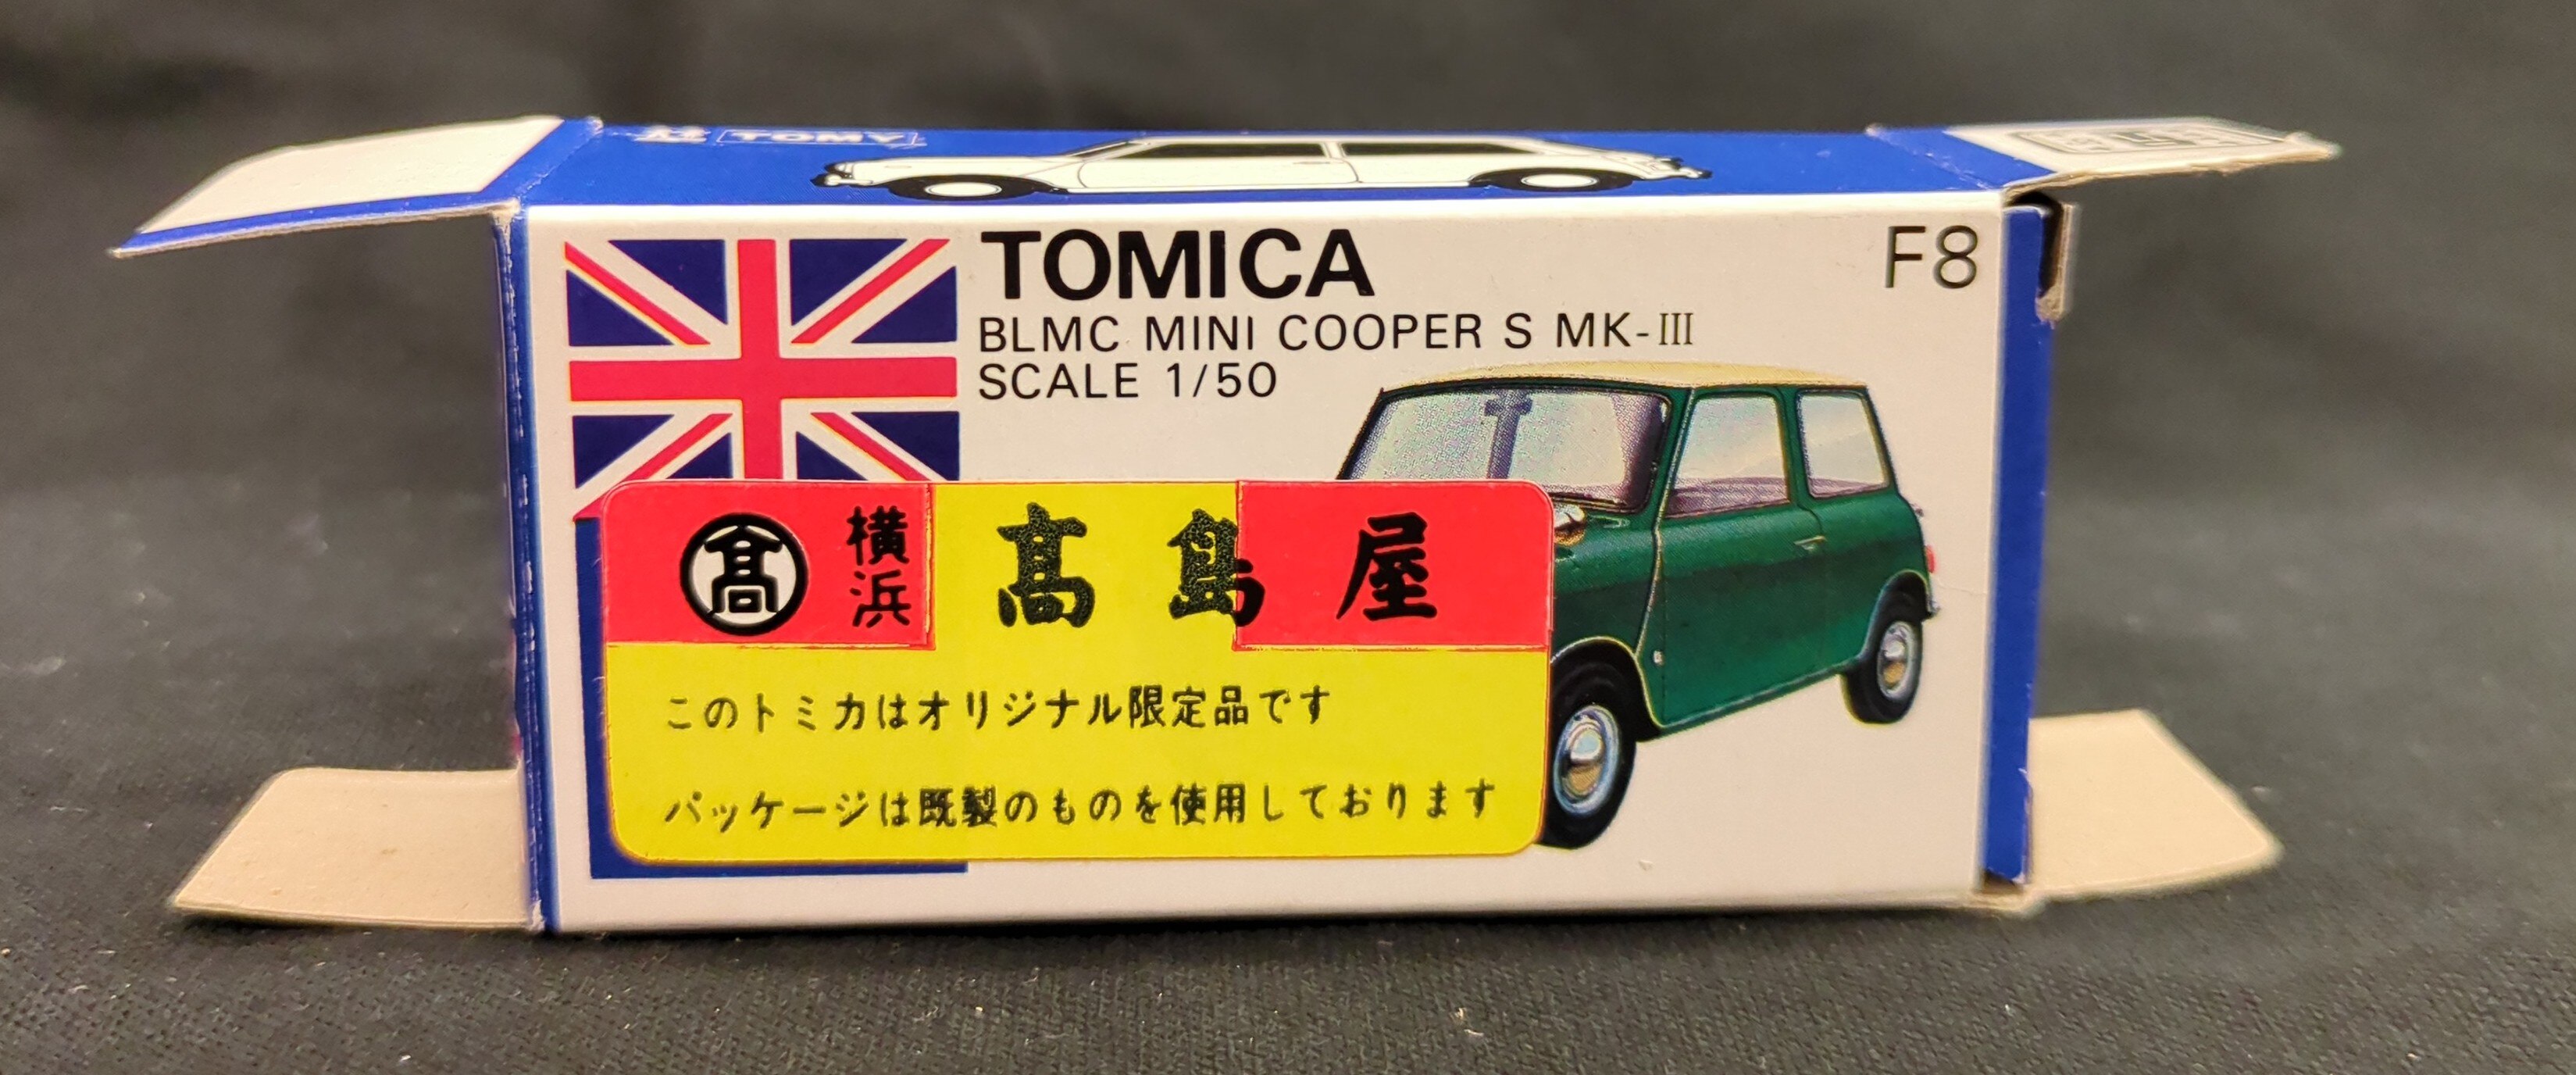 TOMY
TOMICA
F8
BLMC MINI COOPER S MK-III
SCALE 1/50
髙 横浜 髙島屋
このトミカはオリジナル限定品です
パッケージは既製のものを使用しております